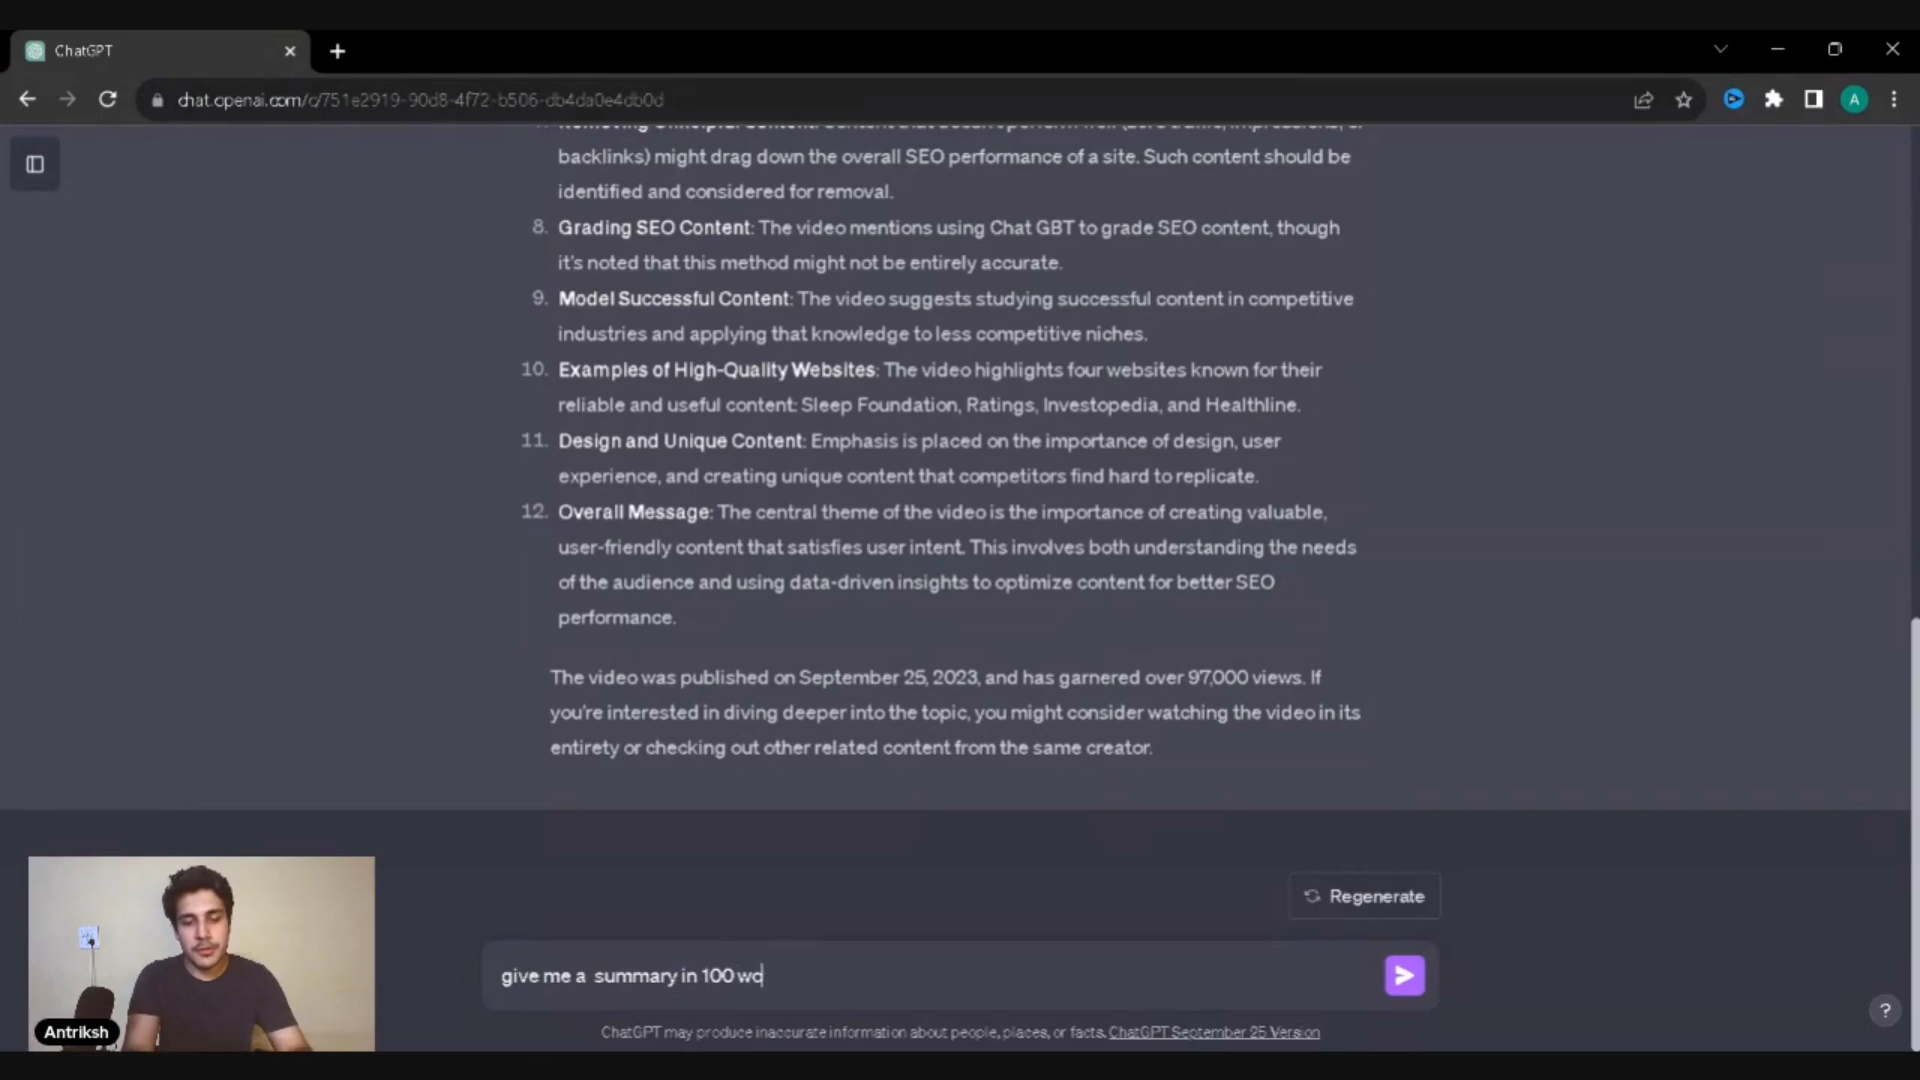 ChatGPT
chat.openai.com/c/751e2919-90d8-4f72-b506-db4da0e4db0d
A
backlinks) might drag down the overall SEO performance of a site. Such content should be
identified and considered for removal.
8. Grading SEO Content: The video mentions using Chat GBT to grade SEO content, though
it's noted that this method might not be entirely accurate.
9. Model Successful Content: The video suggests studying successful content in competitive
industries and applying that knowledge to less competitive niches.
10. Examples of High-Quality Websites: The video highlights four websites known for their
reliable and useful content: Sleep Foundation, Ratings, Investopedia, and Healthline.
11. Design and Unique Content: Emphasis is placed on the importance of design, user
experience, and creating unique content that competitors find hard to replicate.
12. Overall Message: The central theme of the video is the importance of creating valuable,
user-friendly content that satisfies user intent. This involves both understanding the needs
of the audience and using data-driven insights to optimize content for better SEO
performance.
The video was published on September 25, 2023, and has garnered over 97,000 views. If
you're interested in diving deeper into the topic, you might consider watching the video in its
entirety or checking out other related content from the same creator.
Regenerate
give me a  summary in 100 wo
ChatGPT may produce inaccurate information about people, places, or facts. ChatGPT September 25 Version
?
Antriksh